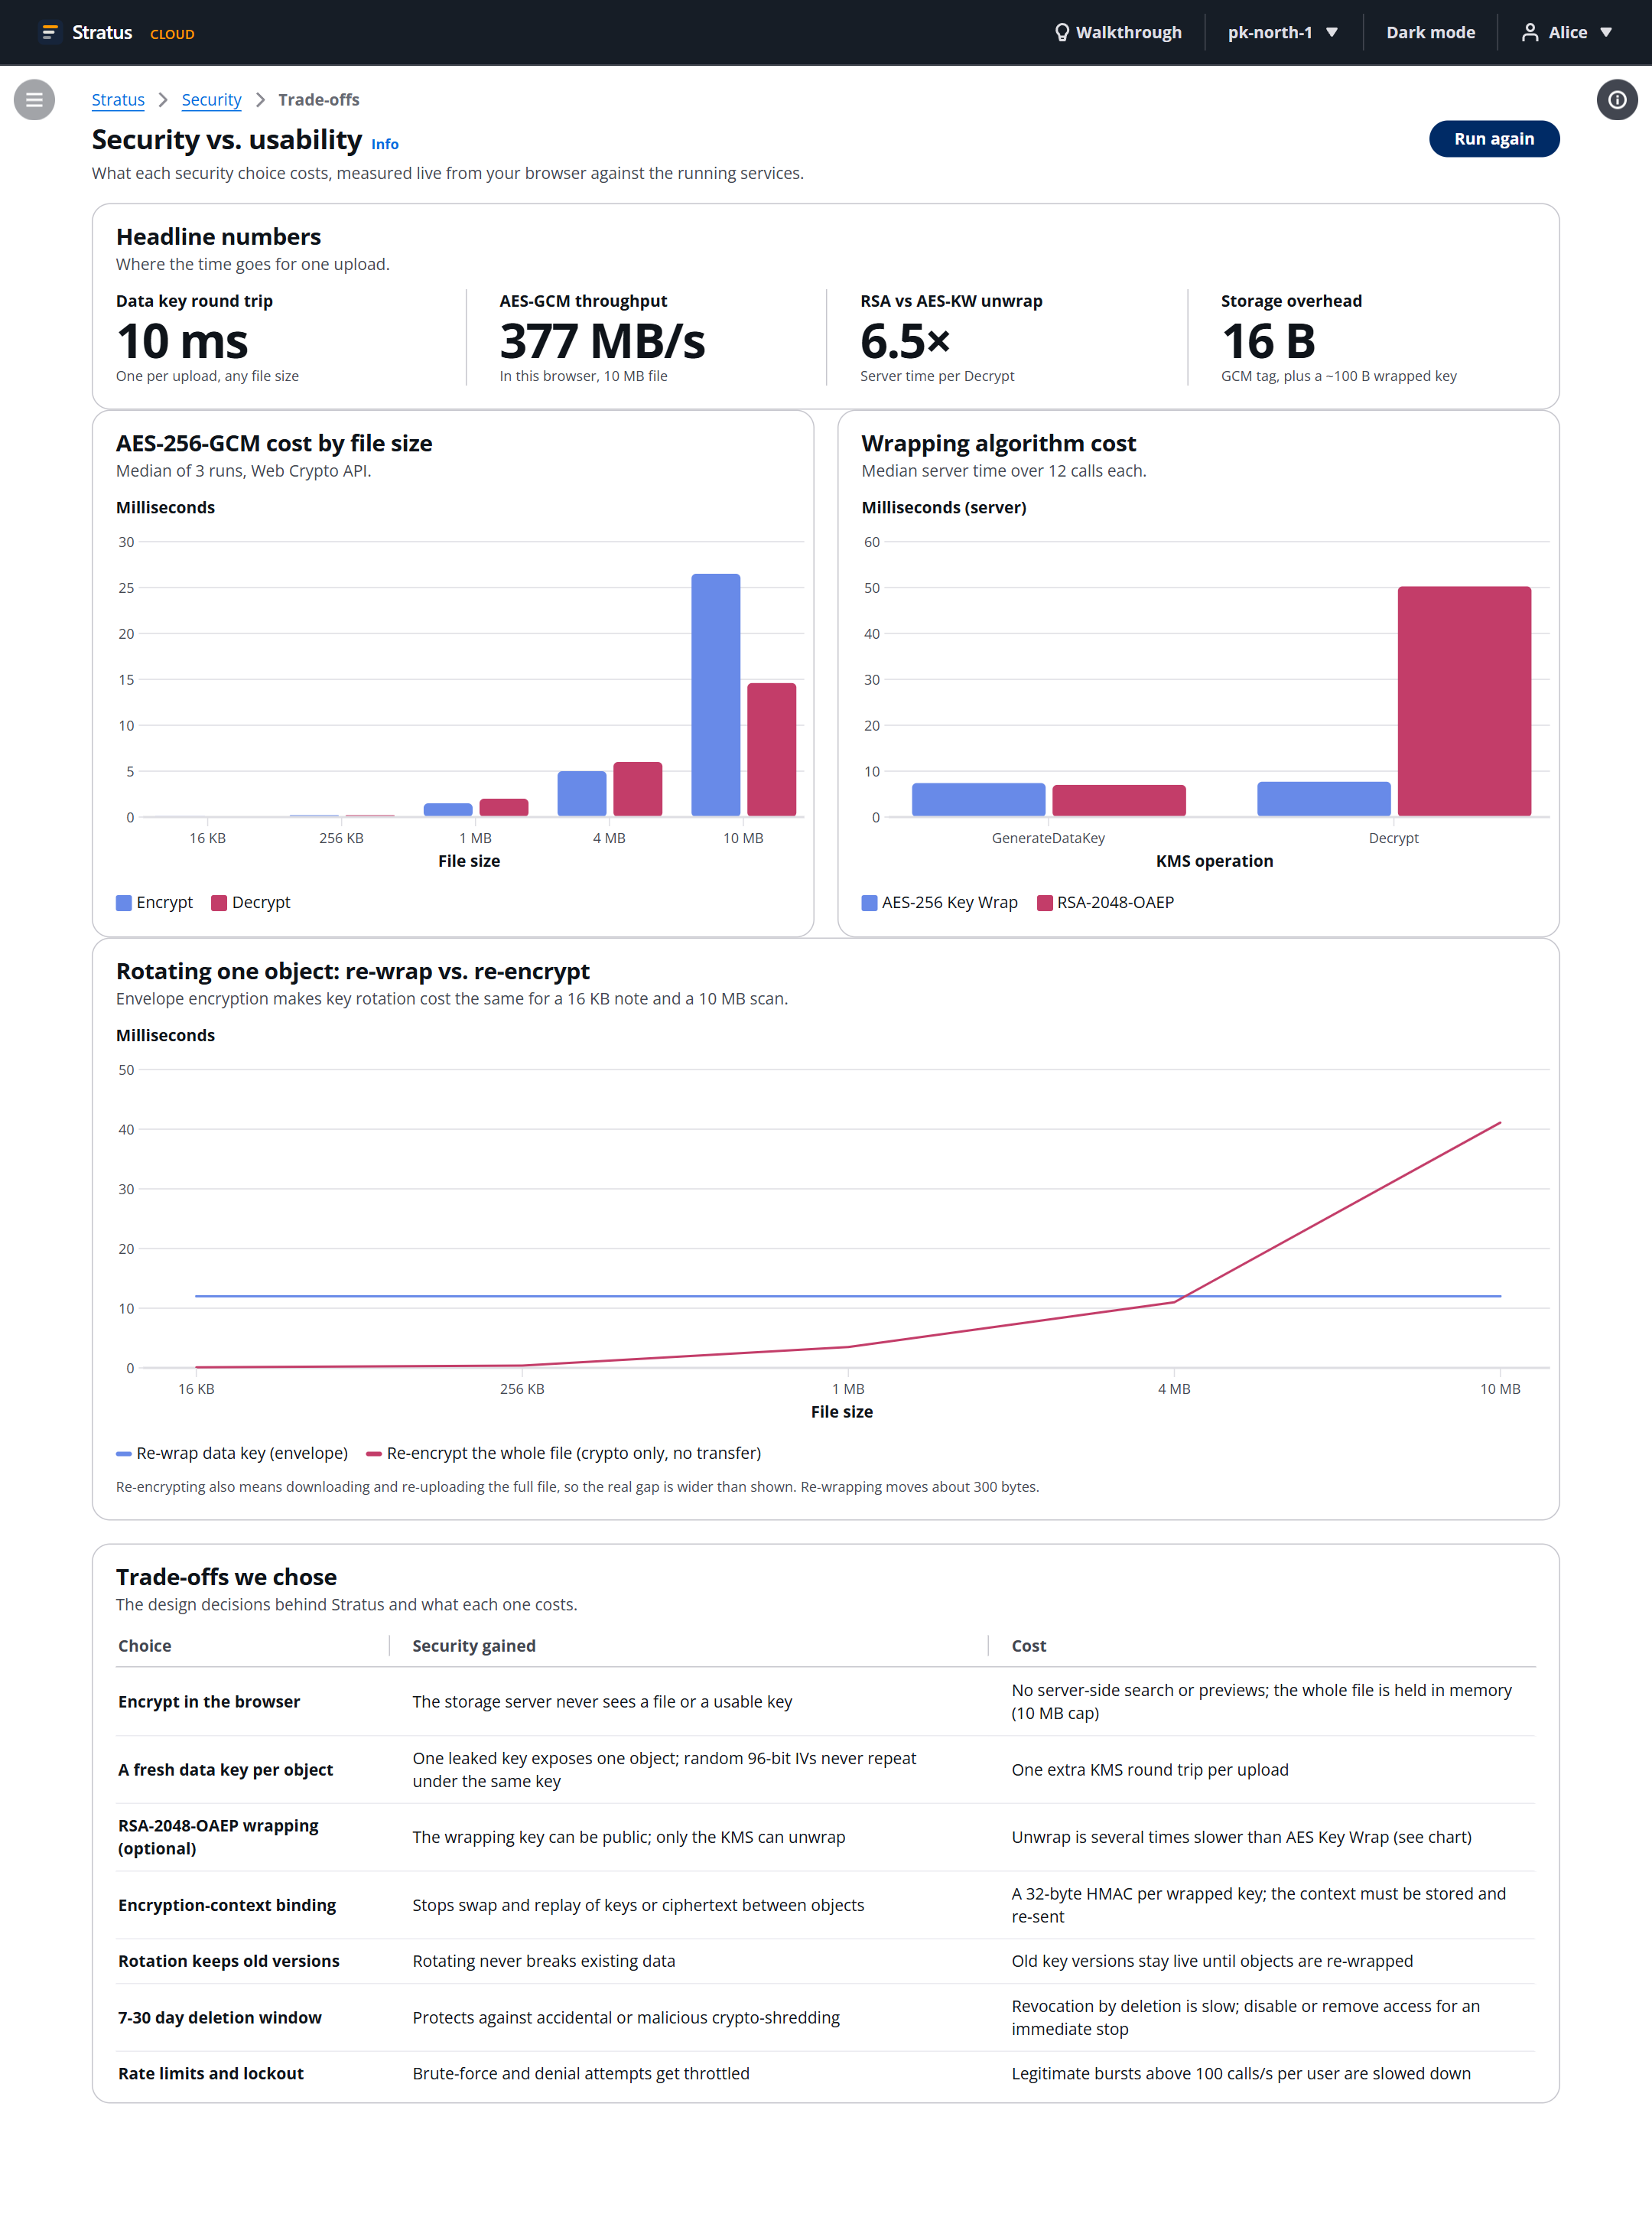 Stratus CLOUD
Walkthrough
pk-north-1
Dark mode
Alice
Stratus > Security > Trade-offs
Security vs. usability Info
Run again
What each security choice costs, measured live from your browser against the running services.
Headline numbers
Where the time goes for one upload.
Data key round trip
10 ms
One per upload, any file size
AES-GCM throughput
377 MB/s
In this browser, 10 MB file
RSA vs AES-KW unwrap
6.5×
Server time per Decrypt
Storage overhead
16 B
GCM tag, plus a ~100 B wrapped key
AES-256-GCM cost by file size
Median of 3 runs, Web Crypto API.
Milliseconds
30
25
20
15
10
5
0
16 KB 256 KB 1 MB 4 MB 10 MB
File size
Encrypt Decrypt
Wrapping algorithm cost
Median server time over 12 calls each.
Milliseconds (server)
60
50
40
30
20
10
0
GenerateDataKey Decrypt
KMS operation
AES-256 Key Wrap RSA-2048-OAEP
Rotating one object: re-wrap vs. re-encrypt
Envelope encryption makes key rotation cost the same for a 16 KB note and a 10 MB scan.
Milliseconds
50
40
30
20
10
0
16 KB 256 KB 1 MB 4 MB 10 MB
File size
Re-wrap data key (envelope) Re-encrypt the whole file (crypto only, no transfer)
Re-encrypting also means downloading and re-uploading the full file, so the real gap is wider than shown. Re-wrapping moves about 300 bytes.
Trade-offs we chose
The design decisions behind Stratus and what each one costs.
Choice Security gained Cost
Encrypt in the browser
The storage server never sees a file or a usable key
No server-side search or previews; the whole file is held in memory
(10 MB cap)
A fresh data key per object
One leaked key exposes one object; random 96-bit IVs never repeat
under the same key
One extra KMS round trip per upload
RSA-2048-OAEP wrapping
(optional)
The wrapping key can be public; only the KMS can unwrap
Unwrap is several times slower than AES Key Wrap (see chart)
Encryption-context binding
Stops swap and replay of keys or ciphertext between objects
A 32-byte HMAC per wrapped key; the context must be stored and
re-sent
Rotation keeps old versions
Rotating never breaks existing data
Old key versions stay live until objects are re-wrapped
7-30 day deletion window
Protects against accidental or malicious crypto-shredding
Revocation by deletion is slow; disable or remove access for an
immediate stop
Rate limits and lockout
Brute-force and denial attempts get throttled
Legitimate bursts above 100 calls/s per user are slowed down